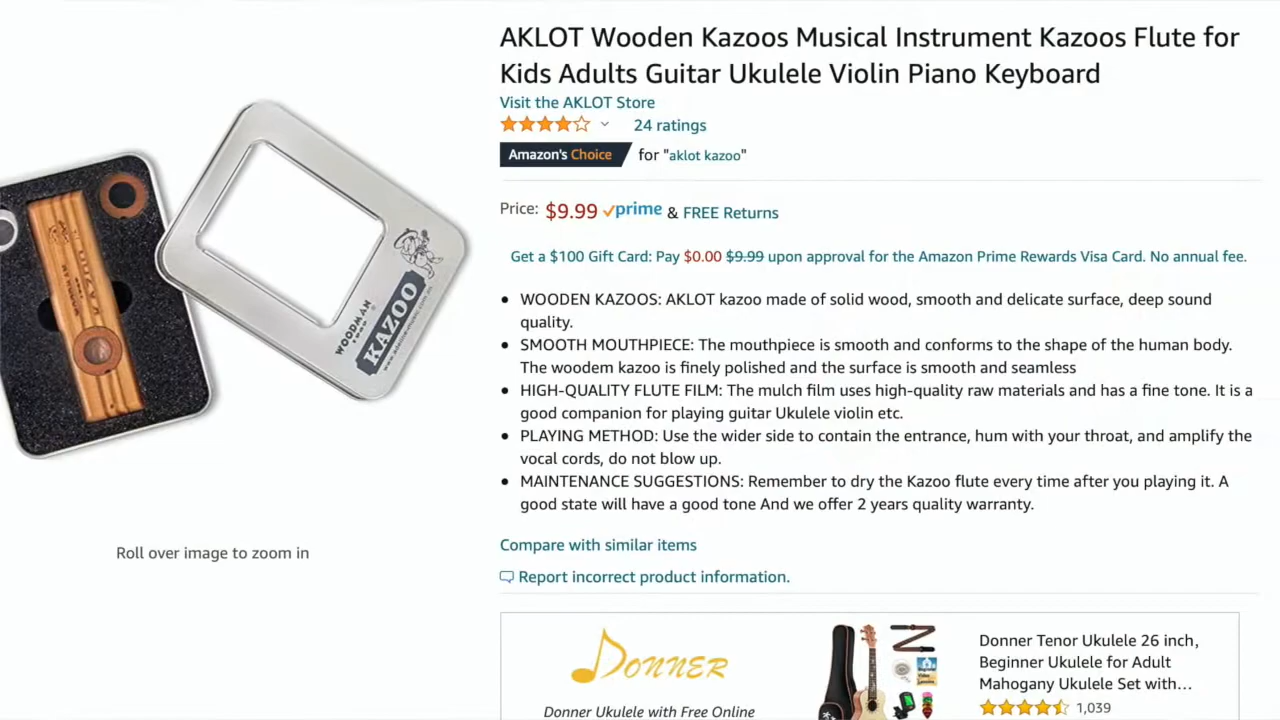 AKLOT Wooden Kazoos Musical Instrument Kazoos Flute for
Kids Adults Guitar Ukulele Violin Piano Keyboard
Visit the AKLOT Store
24 ratings
Amazon's Choice for "aklot kazoo"
Price: $9.99 prime & FREE Returns
Get a $100 Gift Card: Pay $0.00 $9.99 upon approval for the Amazon Prime Rewards Visa Card. No annual fee.
• WOODEN KAZOOS: AKLOT kazoo made of solid wood, smooth and delicate surface, deep sound
quality.
• SMOOTH MOUTHPIECE: The mouthpiece is smooth and conforms to the shape of the human body.
The woodem kazoo is finely polished and the surface is smooth and seamless
• HIGH-QUALITY FLUTE FILM: The mulch film uses high-quality raw materials and has a fine tone. It is a
good companion for playing guitar Ukulele violin etc.
• PLAYING METHOD: Use the wider side to contain the entrance, hum with your throat, and amplify the
vocal cords, do not blow up.
• MAINTENANCE SUGGESTIONS: Remember to dry the Kazoo flute every time after you playing it. A
good state will have a good tone And we offer 2 years quality warranty.
Compare with similar items
Report incorrect product information.
WOODMAN
KAZOO
KAZOO
Roll over image to zoom in
DONNER
Donner Ukulele with Free Online
Donner Tenor Ukulele 26 inch,
Beginner Ukulele for Adult
Mahogany Ukulele Set with...
1,039